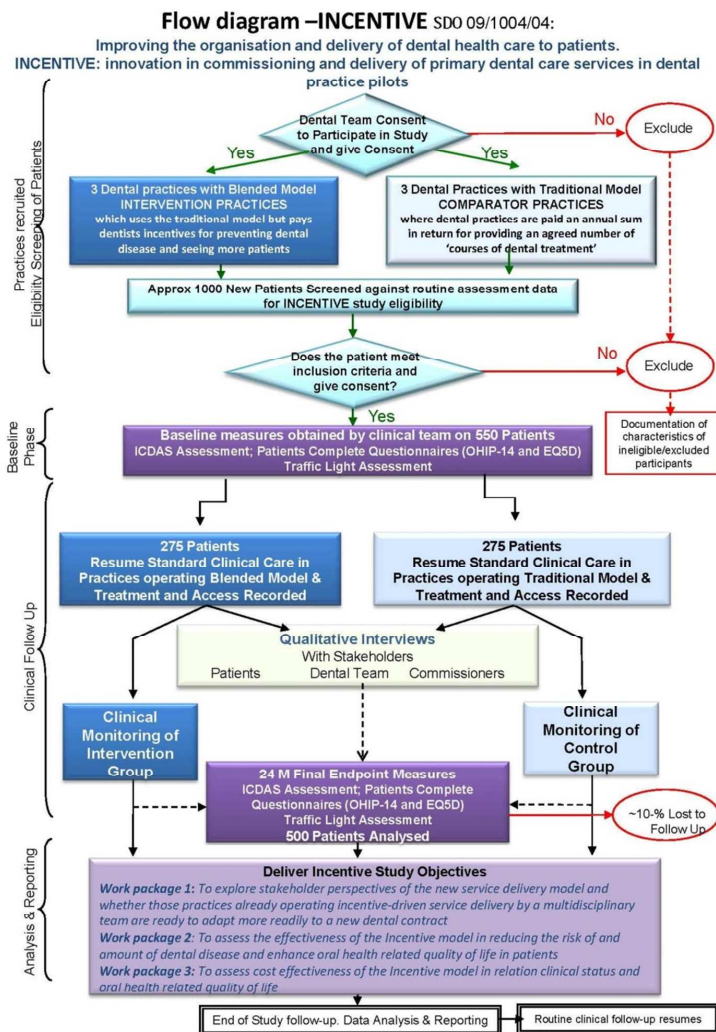 Flow diagram –INCENTIVE SDO 09/1004/04:
Improving the organisation and delivery of dental health care to patients.
INCENTIVE: innovation in commissioning and delivery of primary dental care services in dental
practice pilots
Practices recruited
Eligibility Screening of Patients
Dental Team Consent
to Participate in Study
and give Consent
No
Exclude
Yes
Yes
3 Dental practices with Blended Model
INTERVENTION PRACTICES
which uses the traditional model but pays
dentists incentives for preventing dental
disease and seeing more patients
3 Dental Practices with Traditional Model
COMPARATOR PRACTICES
where dental practices are paid an annual sum
in return for providing an agreed number of
‘courses of dental treatment’
Approx 1000 New Patients Screened against routine assessment data
for INCENTIVE study eligibility
Does the patient meet
inclusion criteria and
give consent?
No
Exclude
Yes
Documentation of
characteristics of
ineligible/excluded
participants
Baseline
Phase
Baseline measures obtained by clinical team on 550 Patients
ICDAS Assessment; Patients Complete Questionnaires (OHIP-14 and EQ5D)
Traffic Light Assessment
Clinical Follow Up
275 Patients
Resume Standard Clinical Care in
Practices operating Blended Model &
Treatment and Access Recorded
275 Patients
Resume Standard Clinical Care in
Practices operating Traditional Model &
Treatment and Access Recorded
Qualitative Interviews
With Stakeholders
Patients Dental Team Commissioners
Clinical
Monitoring of
Intervention
Group
Clinical
Monitoring of
Control
Group
24 M Final Endpoint Measures
ICDAS Assessment; Patients Complete
Questionnaires (OHIP-14 and EQ5D)
Traffic Light Assessment
500 Patients Analysed
~10-% Lost to
Follow Up
Analysis & Reporting
Deliver Incentive Study Objectives
Work package 1: To explore stakeholder perspectives of the new service delivery model and
whether those practices already operating incentive-driven service delivery by a multidisciplinary
team are ready to adapt more readily to a new dental contract
Work package 2: To assess the effectiveness of the Incentive model in reducing the risk of and
amount of dental disease and enhance oral health related quality of life in patients
Work package 3: To assess cost effectiveness of the Incentive model in relation clinical status and
oral health related quality of life
End of Study follow-up. Data Analysis & Reporting
Routine clinical follow-up resumes